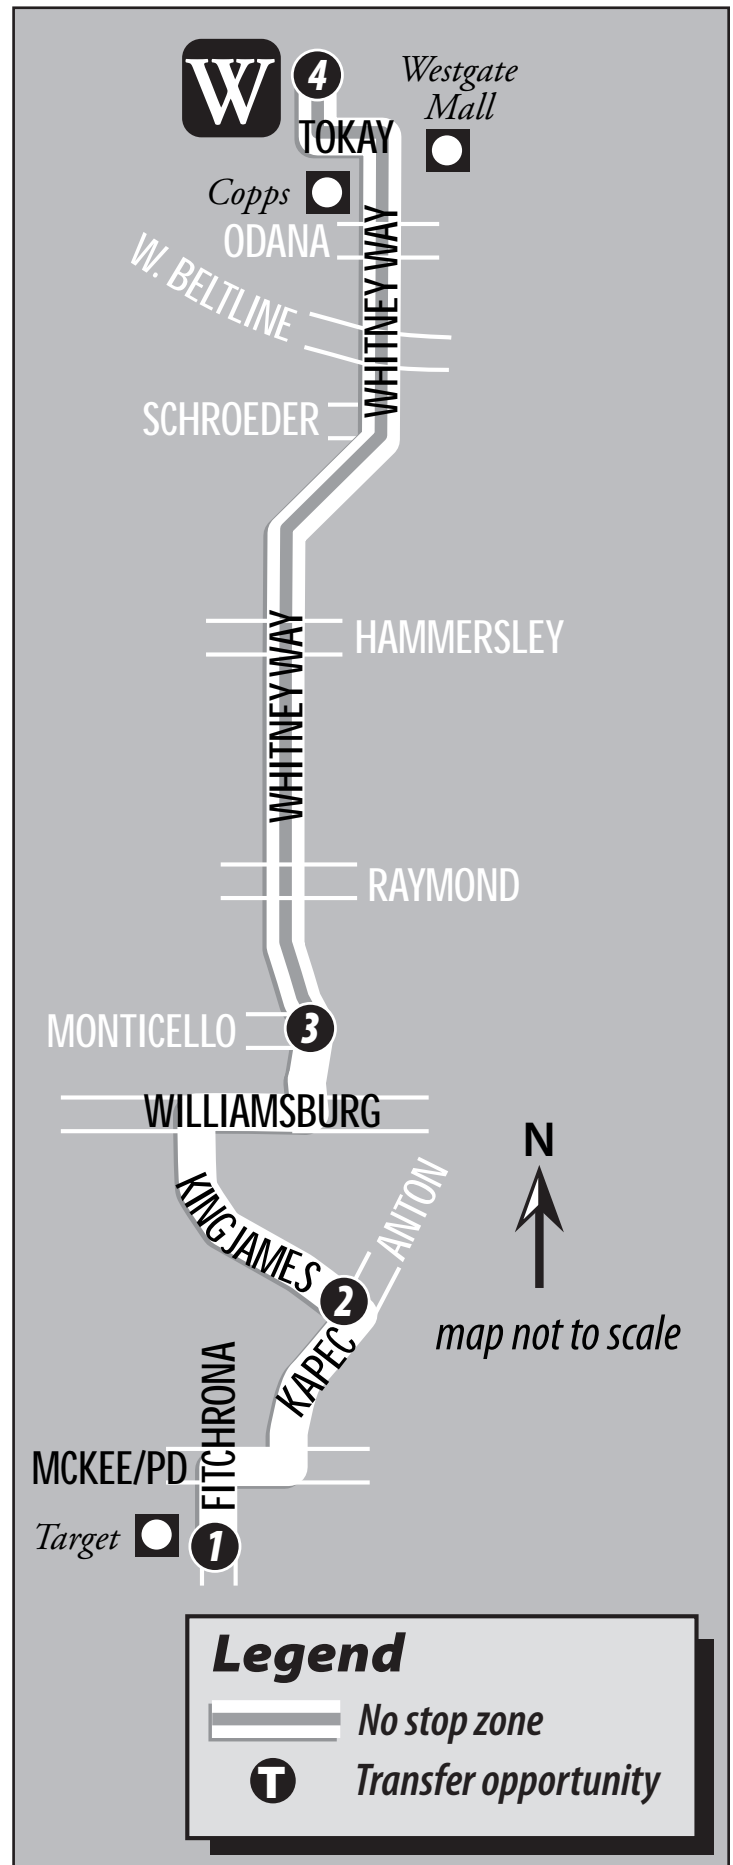 W
4
Westgate
Mall
TOKAY
Copps
ODANA
W. BELTLINE
WHITNEY WAY
SCHROEDER
HAMMERSLEY
WHITNEY WAY
RAYMOND
MONTICELLO
3
WILLIAMSBURG
N
ANTON
KING JAMES
2
map not to scale
KAPEC
FITCHRONA
MCKEE/PD
Target
1
Legend
No stop zone
T
Transfer opportunity